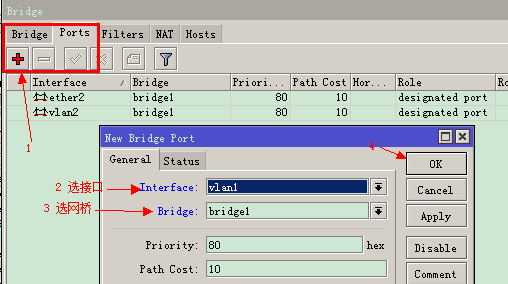 Bridge
Bridge Ports Filters NAT Hosts
Interface Bridge Priori... Path Cost Hor... Role Ro
ether2 bridge1 80 10 designated port
vlan2 bridge1 80 10 designated port
1
New Bridge Port
General Status
4
OK
2 选接口 Interface: vlan1
Cancel
3 选网桥 Bridge: bridge1
Apply
Priority: 80 hex
Disable
Path Cost: 10
Comment